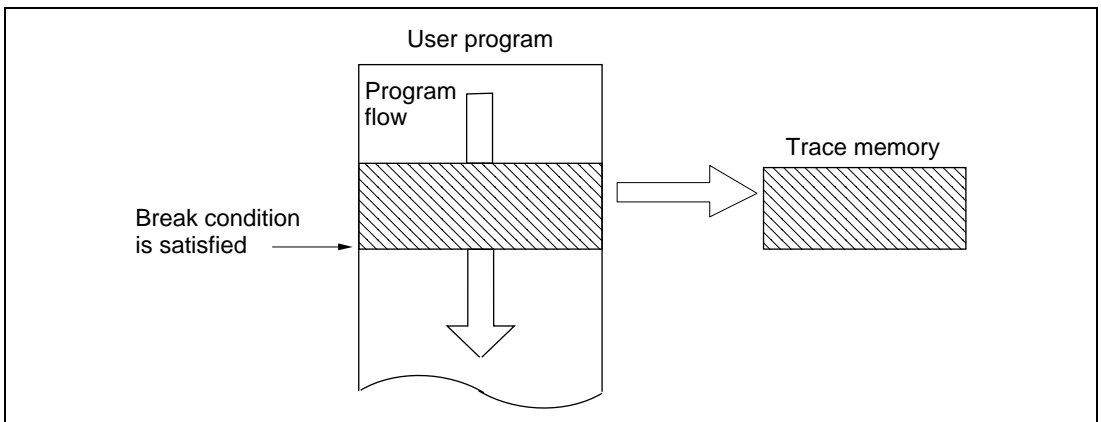 User program
Program
flow
Trace memory
Break condition
is satisfied